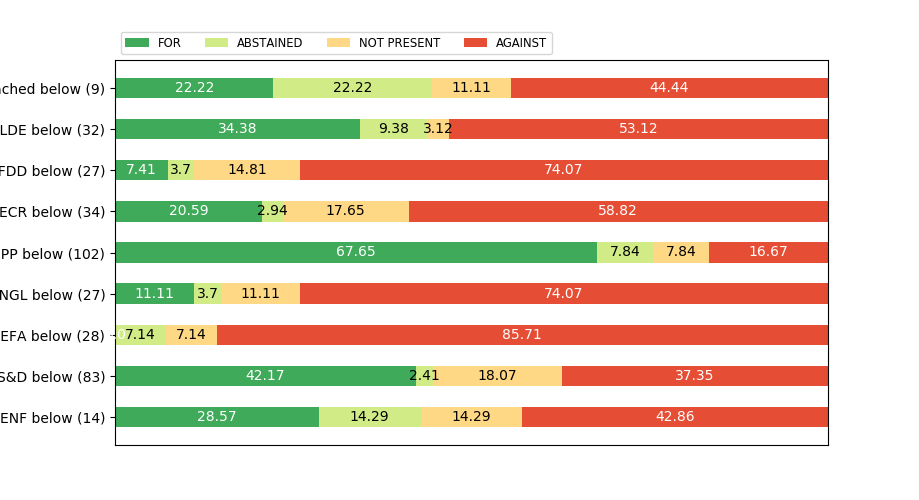 FOR ABSTAINED NOT PRESENT AGAINST
ched below (9) 22.22 22.22 11.11 44.44
LDE below (32) 34.38 9.38 3.12 53.12
FDD below (27) 7.41 3.7 14.81 74.07
ECR below (34) 20.59 2.94 17.65 58.82
PP below (102) 67.65 7.84 7.84 16.67
NGL below (27) 11.11 3.7 11.11 74.07
EFA below (28) 7.14 7.14 85.71
S&D below (83) 42.17 2.41 18.07 37.35
ENF below (14) 28.57 14.29 14.29 42.86